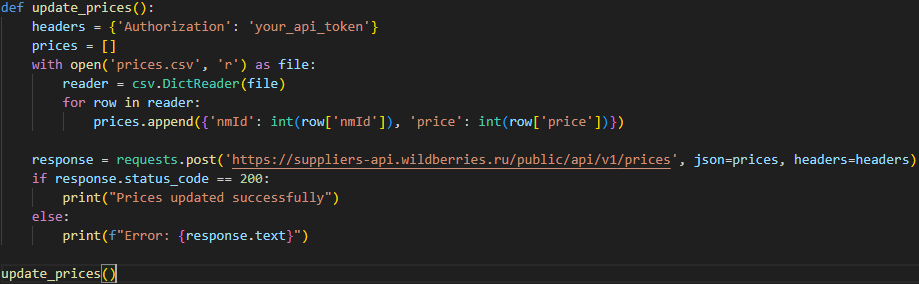 def update_prices():
    headers = {'Authorization': 'your_api_token'}
    prices = []
    with open('prices.csv', 'r') as file:
        reader = csv.DictReader(file)
        for row in reader:
            prices.append({'nmId': int(row['nmId']), 'price': int(row['price'])})

    response = requests.post('https://suppliers-api.wildberries.ru/public/api/v1/prices', json=prices, headers=headers)
    if response.status_code == 200:
        print("Prices updated successfully")
    else:
        print(f"Error: {response.text}")

update_prices()